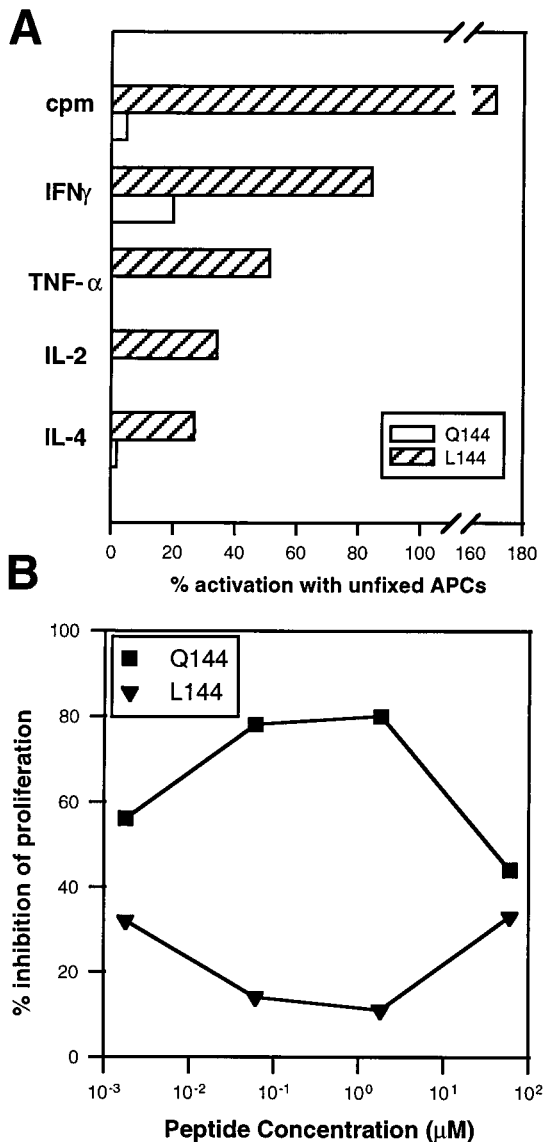 A
cpm
IFNγ
TNF-α
IL-2
IL-4
Q144
L144
0 20 40 60 80 100 160 180
% activation with unfixed APCs
B
100
80
60
40
20
0
% inhibition of proliferation
Q144
L144
10⁻³ 10⁻² 10⁻¹ 10⁰ 10¹ 10²
Peptide Concentration (μM)